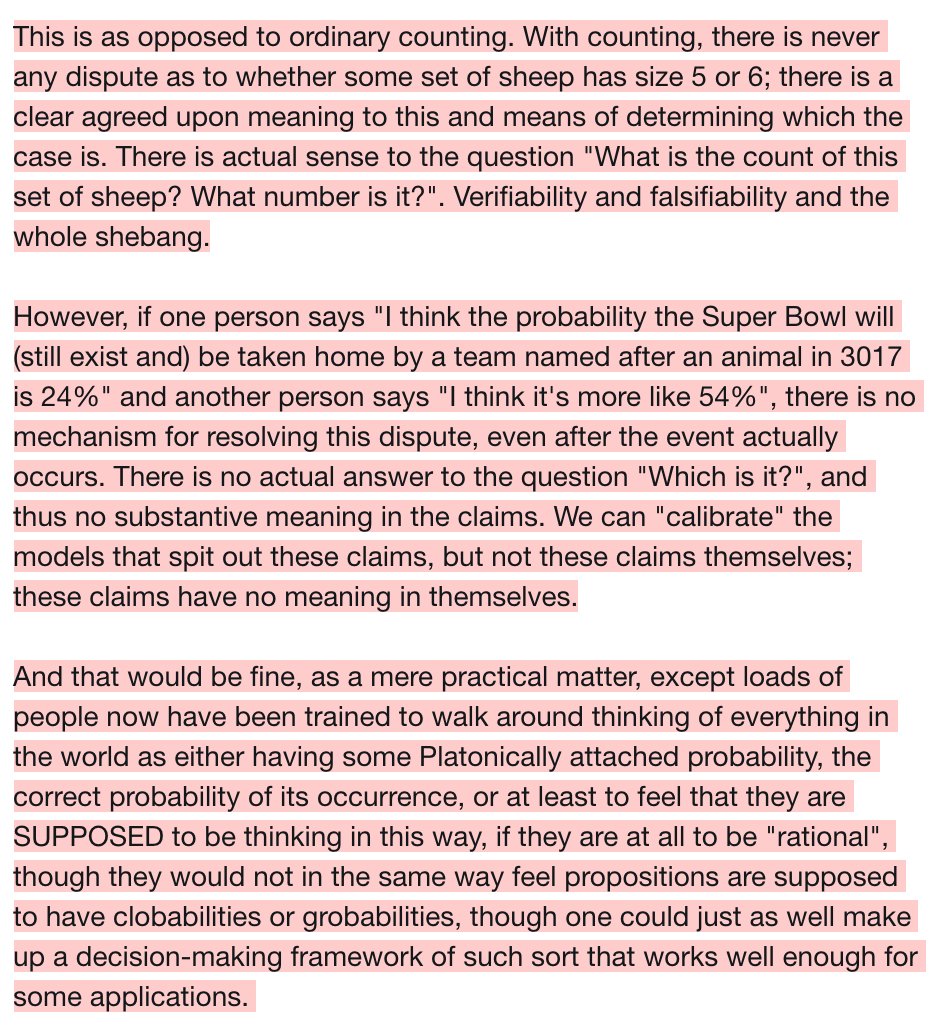 This is as opposed to ordinary counting. With counting, there is never
any dispute as to whether some set of sheep has size 5 or 6; there is a
clear agreed upon meaning to this and means of determining which the
case is. There is actual sense to the question "What is the count of this
set of sheep? What number is it?". Verifiability and falsifiability and the
whole shebang.
However, if one person says "I think the probability the Super Bowl will
(still exist and) be taken home by a team named after an animal in 3017
is 24%" and another person says "I think it's more like 54%", there is no
mechanism for resolving this dispute, even after the event actually
occurs. There is no actual answer to the question "Which is it?", and
thus no substantive meaning in the claims. We can "calibrate" the
models that spit out these claims, but not these claims themselves;
these claims have no meaning in themselves.
And that would be fine, as a mere practical matter, except loads of
people now have been trained to walk around thinking of everything in
the world as either having some Platonically attached probability, the
correct probability of its occurrence, or at least to feel that they are
SUPPOSED to be thinking in this way, if they are at all to be "rational",
though they would not in the same way feel propositions are supposed
to have clobabilities or grobabilities, though one could just as well make
up a decision-making framework of such sort that works well enough for
some applications.